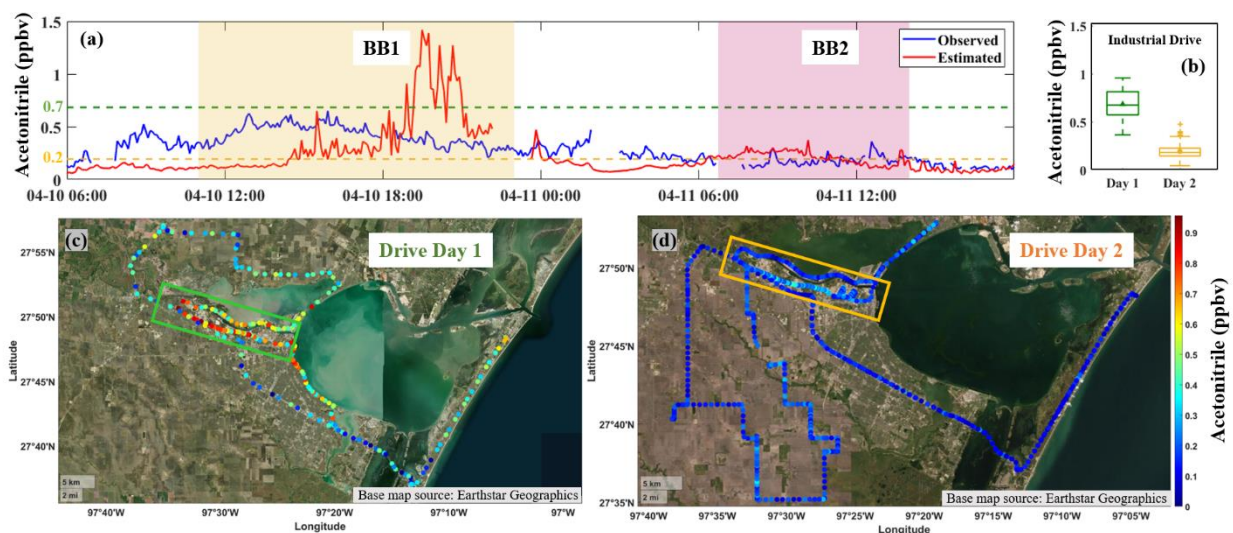 (a)
BB1
BB2
Observed
Estimated
Acetonitrile (ppbv)
1.5
1
0.7
0.5
0.2
0
04-10 06:00 04-10 12:00 04-10 18:00 04-11 00:00 04-11 06:00 04-11 12:00
Industrial Drive
(b)
Acetonitrile (ppbv)
1.5
1
0.5
0
Day 1 Day 2
(c)
Drive Day 1
27°55'N
27°50'N
27°45'N
27°40'N
Latitude
5 km
2 mi
Base map source: Earthstar Geographics
97°40'W 97°30'W 97°20'W 97°10'W 97°W
Longitude
(d)
Drive Day 2
27°50'N
27°45'N
27°40'N
27°35'N
Latitude
5 km
2 mi
Base map source: Earthstar Geographics
97°40'W 97°35'W 97°30'W 97°25'W 97°20'W 97°15'W 97°10'W 97°05'W
Longitude
0.9
0.8
0.7
0.6
0.5
0.4
0.3
0.2
0.1
0
Acetonitrile (ppbv)